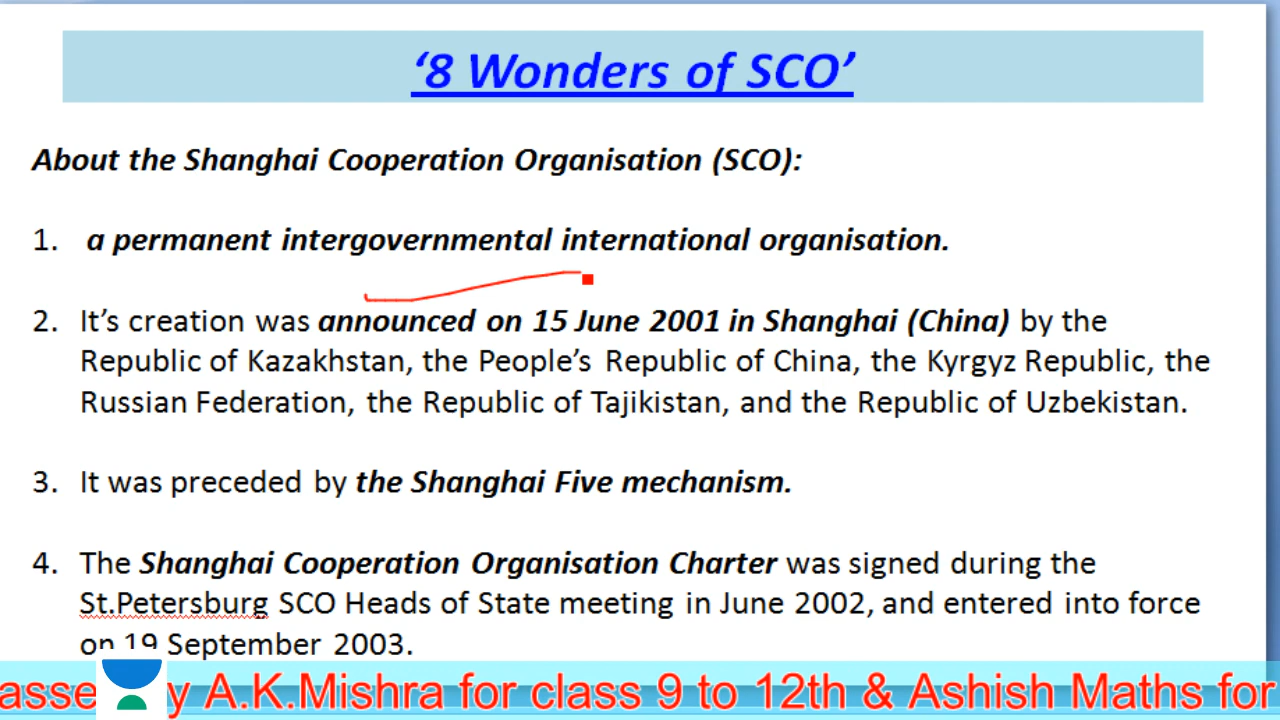 ‘8 Wonders of SCO’
About the Shanghai Cooperation Organisation (SCO):
1. a permanent intergovernmental international organisation.
2. It’s creation was announced on 15 June 2001 in Shanghai (China) by the
Republic of Kazakhstan, the People’s Republic of China, the Kyrgyz Republic, the
Russian Federation, the Republic of Tajikistan, and the Republic of Uzbekistan.
3. It was preceded by the Shanghai Five mechanism.
4. The Shanghai Cooperation Organisation Charter was signed during the
St.Petersburg SCO Heads of State meeting in June 2002, and entered into force
on 19 September 2003.
A.K.Mishra for class 9 to 12th & Ashish Maths for